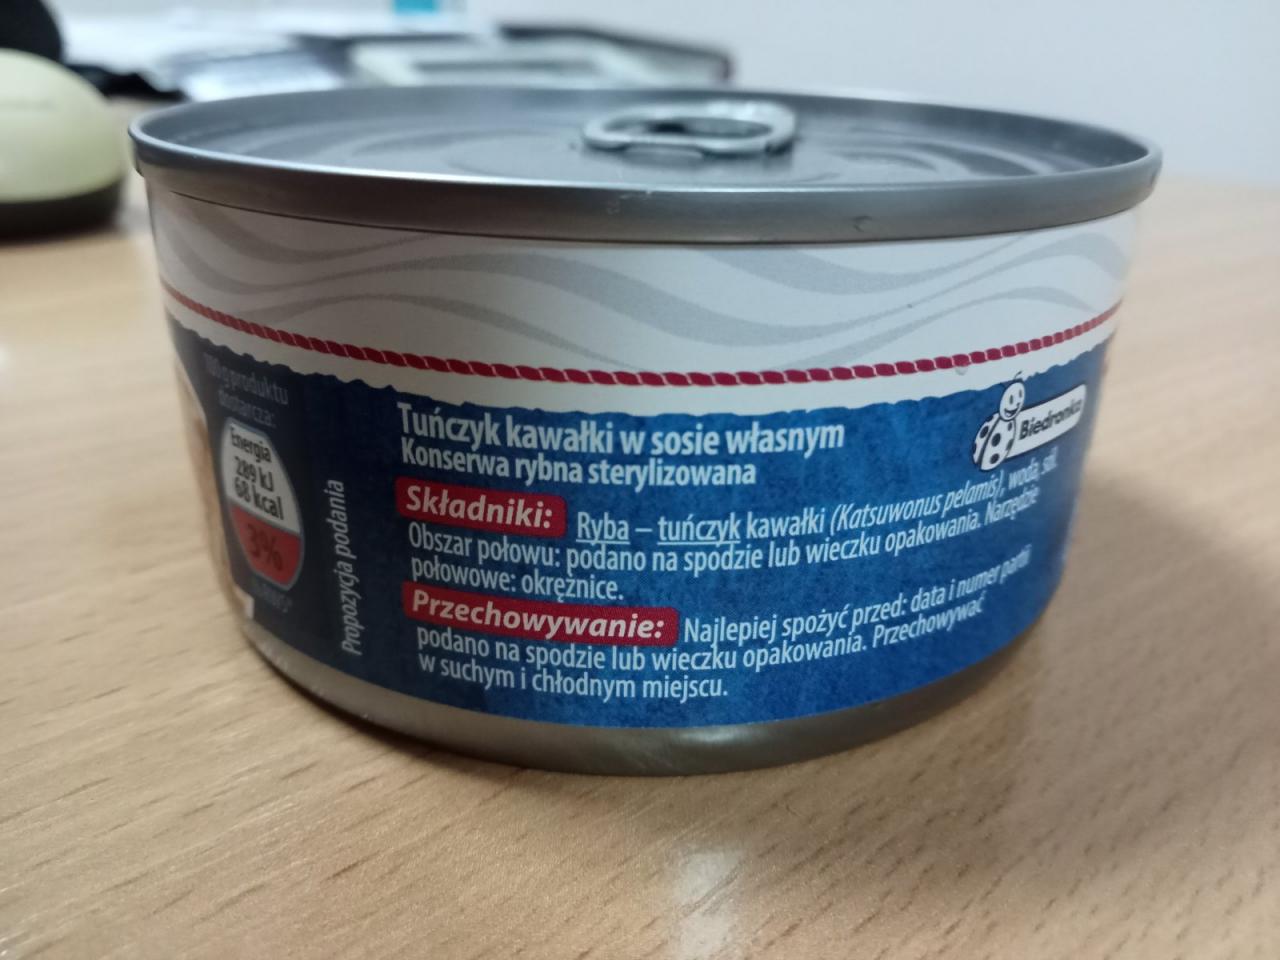 100 g produktu
dostarcza:
Energia
289 kJ
68 kcal
3%
Propozycja podania
Tuńczyk kawałki w sosie własnym
Konserwa rybna sterylizowana
Biedronka
Składniki: Ryba – tuńczyk kawałki (Katsuwonus pelamis), woda, sól.
Obszar połowu: podano na spodzie lub wieczku opakowania. Narzędzie
połowowe: okrężnice.
Przechowywanie: Najlepiej spożyć przed: data i numer partii
podano na spodzie lub wieczku opakowania. Przechowywać
w suchym i chłodnym miejscu.